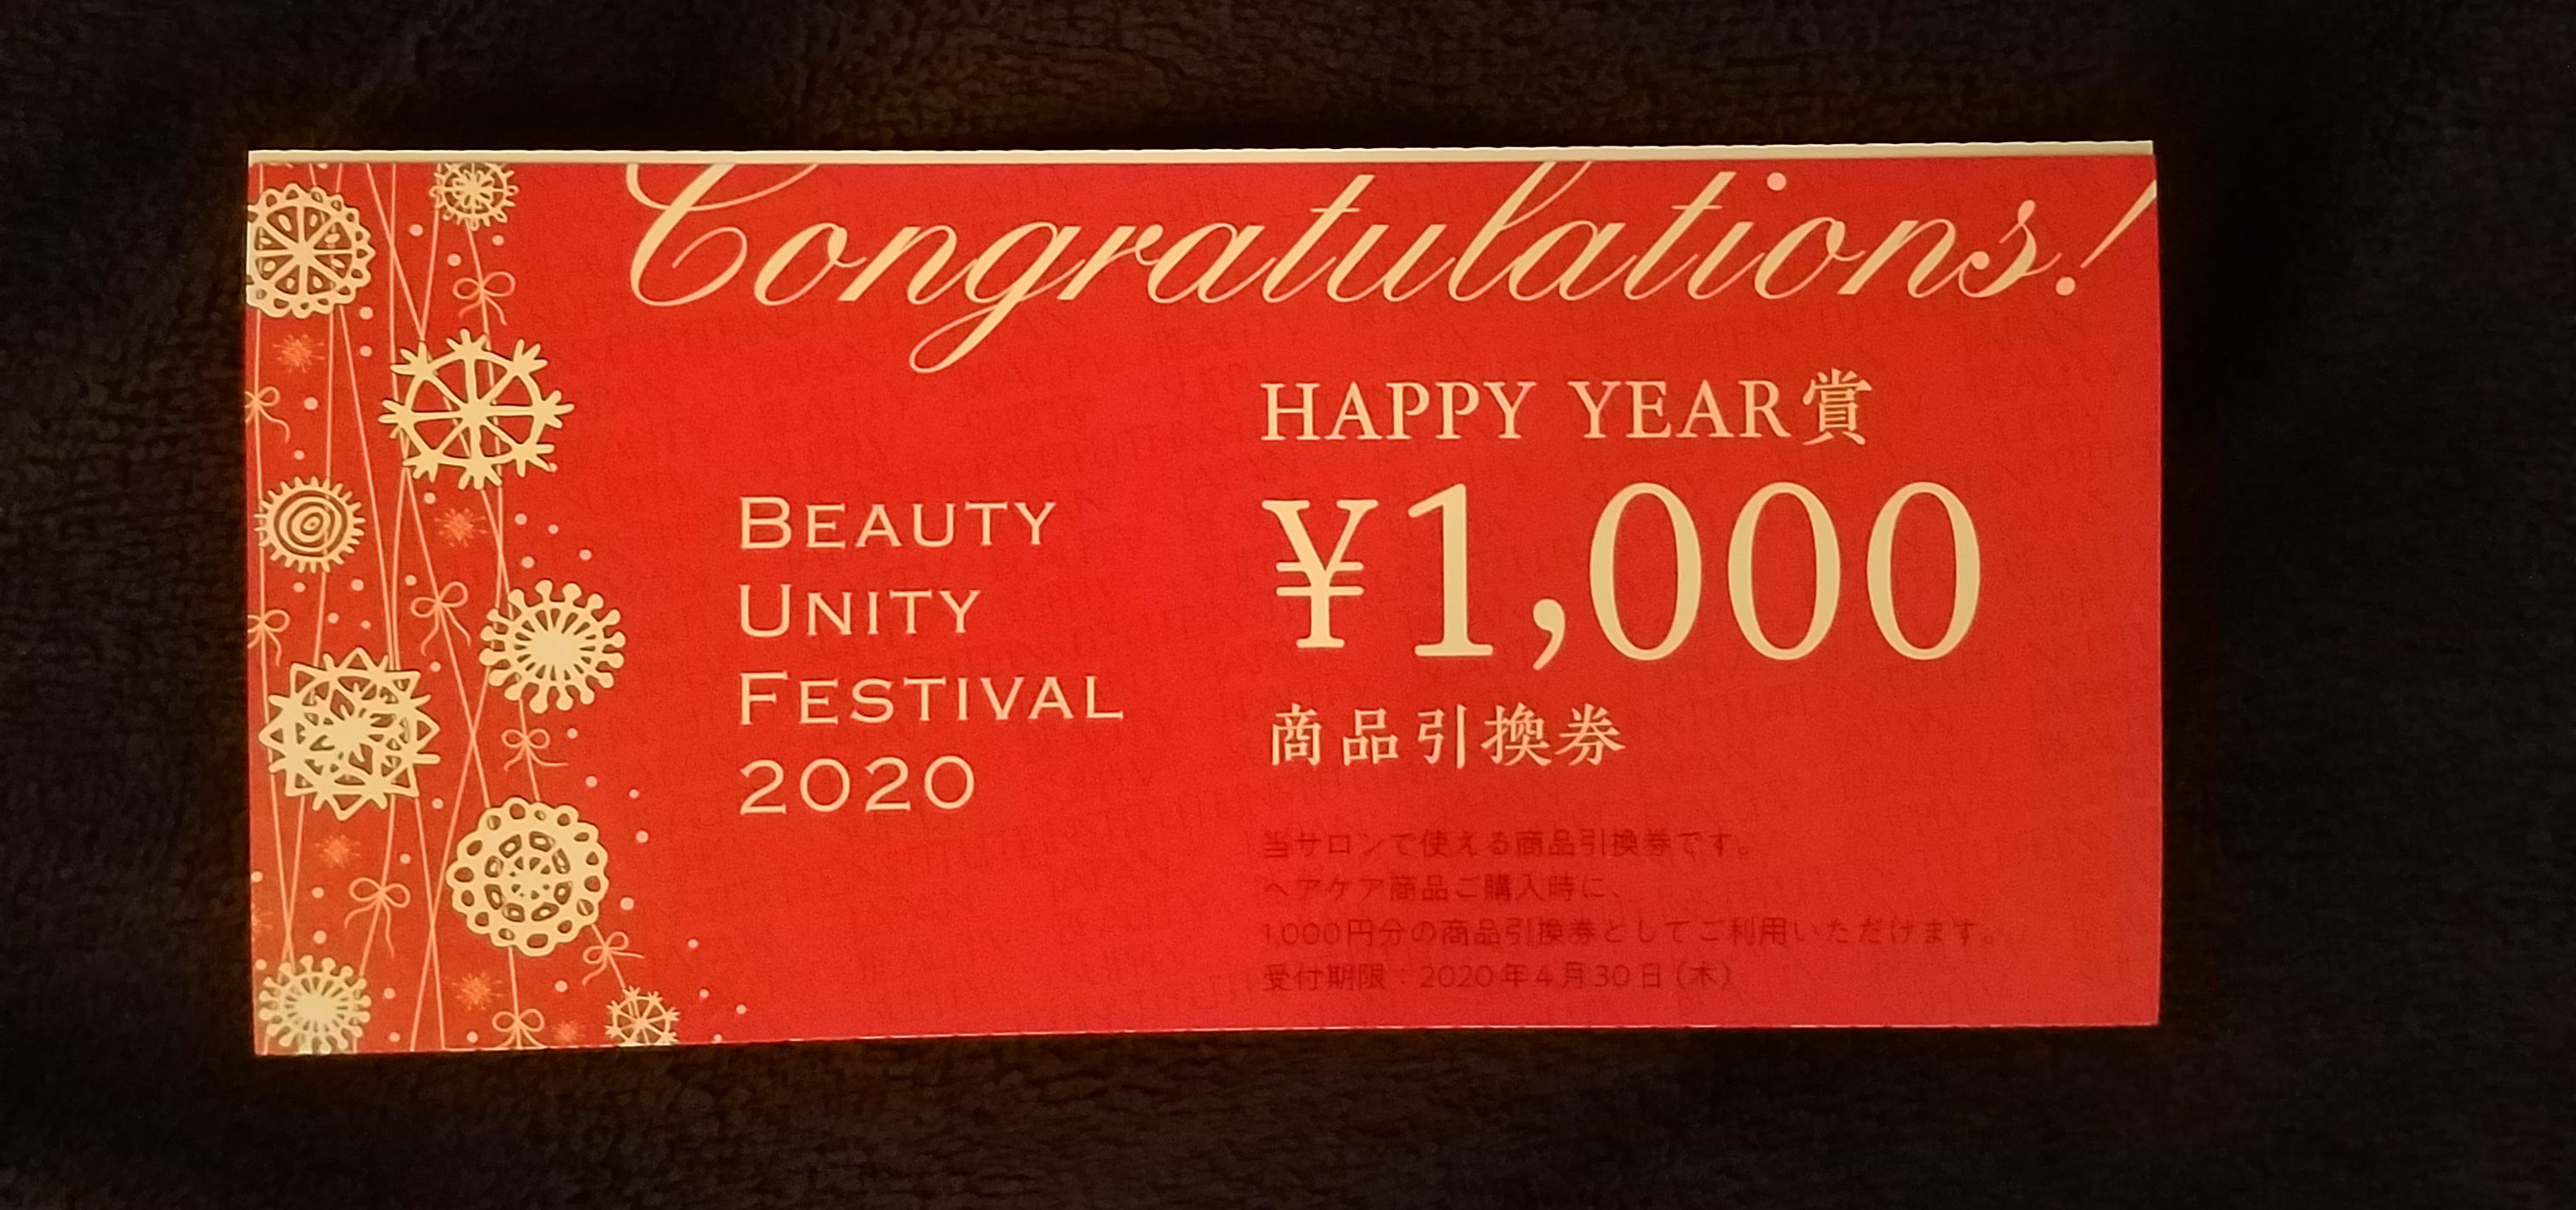 Congratulations!
HAPPY YEAR賞
¥1,000
商品引換券
BEAUTY
UNITY
FESTIVAL
2020
当サロンで使える商品引換券です。
ヘアケア商品ご購入時に、
1,000円分の商品引換券としてご利用いただけます。
受付期限：2020年4月30日(木)